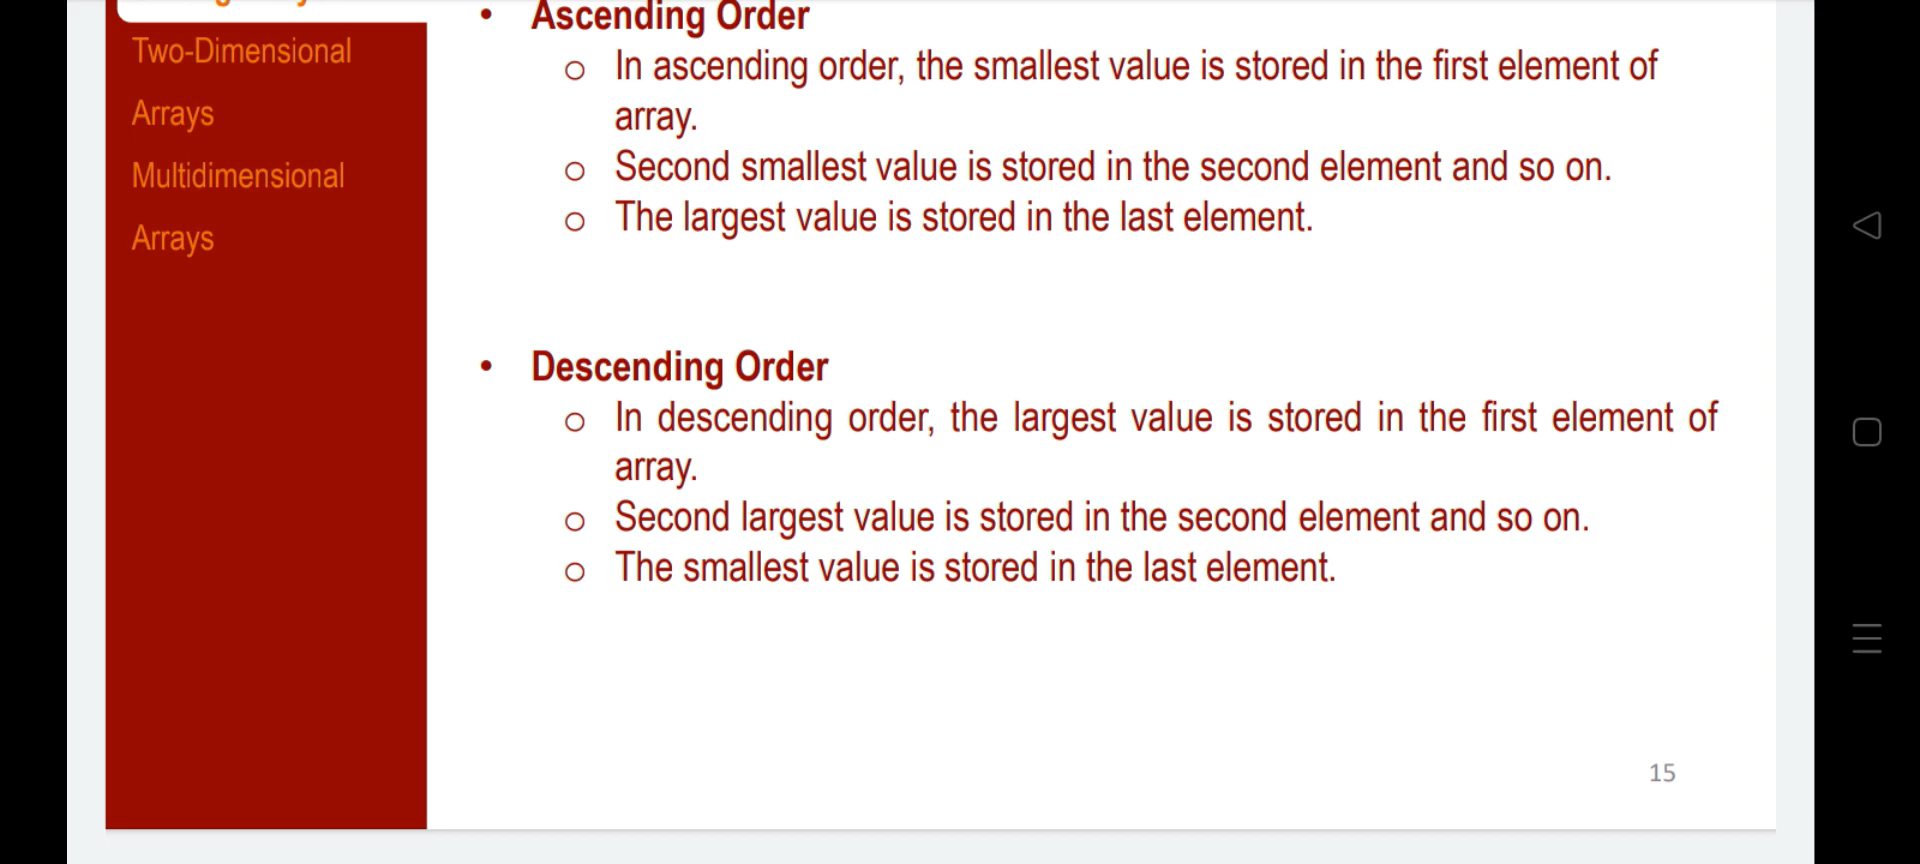 Two-Dimensional
Arrays
Multidimensional
Arrays
• Ascending Order
o In ascending order, the smallest value is stored in the first element of
array.
o Second smallest value is stored in the second element and so on.
o The largest value is stored in the last element.
• Descending Order
o In descending order, the largest value is stored in the first element of
array.
o Second largest value is stored in the second element and so on.
o The smallest value is stored in the last element.
15